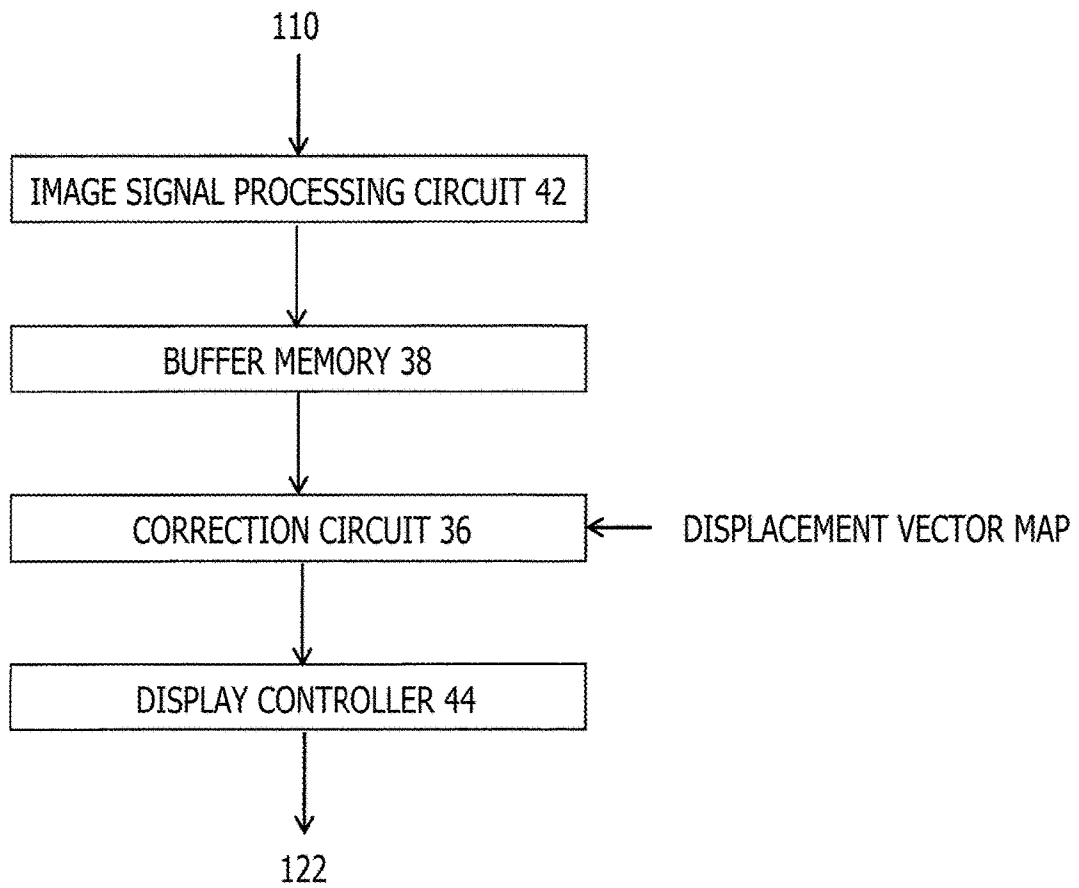 110
IMAGE SIGNAL PROCESSING CIRCUIT 42
BUFFER MEMORY 38
CORRECTION CIRCUIT 36
DISPLACEMENT VECTOR MAP
DISPLAY CONTROLLER 44
122